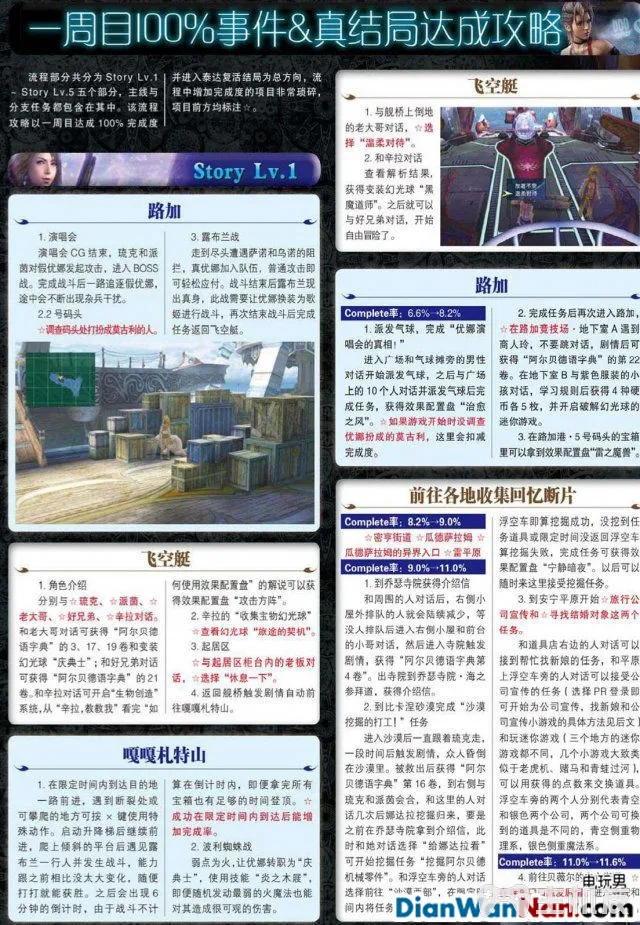 一周目100%事件&真结局达成攻略
流程部分共分为 Story Lv.1
~ Story Lv.5 五个部分，主线与
分支任务都包含在其中。该流程
攻略以一周目达成 100% 完成度
并进入泰达复活结局为总方向，流
程中增加完成度的项目非常琐碎，
项目前方均标注☆。
Story Lv.1
路加
1. 演唱会
演唱会 CG 结束，琉克和派
茵对假优娜发起攻击，进入 BOSS
战。完成战斗后一路追逐假优娜，
途中会不断出现杂兵干扰。
2.2 号码头
☆调查码头处打扮成莫古利的人。
3. 露布兰战
走到尽头遭遇萨诺和乌诺的阻
拦，真优娜加入队伍，普通攻击即
可轻松应付。战斗结束后露布兰现
出真身，此战需要让优娜换装为歌
姬进行战斗，再次结束战斗后完成
任务返回飞空艇。
飞空艇
1. 角色介绍
分别与☆琉克、☆派茵、☆
老大哥、☆好兄弟、☆辛拉对话。
和老大哥对话可获得“阿尔贝德
语字典”的 3、17、19 卷和变装
幻光球“庆典士”；和好兄弟对话
可获得“阿尔贝德语字典”的 21
卷。和辛拉对话可开启“生物创造”
系统，从“辛拉，教教我”看完“如
何使用效果配置盘”的解说可以获
得效果配置盘“攻击方阵”。
2. 辛拉的“收集宝物幻光球”
☆查看幻光球“旅途的契机”。
3. 起居区
☆与起居区柜台内的老板对
话，☆选择“休息一下”。
4. 返回舰桥触发剧情自动前
往嘎嘎札特山。
嘎嘎札特山
1. 在限定时间内到达目的地
一路前进，遇到断裂处或
可攀爬的地方可按 × 键使用特
殊动作。启动升降梯后继续前
进，爬上倾斜的平台后遇见露
布兰一行人并发生战斗，能力
跟之前相比没太大变化，随便
打打就能获胜。之后会出现 6
分钟的倒计时，由于战斗不计
算在倒计时内，即便拿完所有
宝箱也有足够的时间登顶。☆
成功在限定时间内到达后能增
加完成率。
2. 波利蜘蛛战
弱点为火，让优娜转职为“庆
典士”，使用技能“炎之木屐”，
即便随机发动最弱的火魔法也能
对其造成很可观的伤害。
飞空艇
1. 与舰桥上倒地
的老大哥对话，☆选
择“温柔对待”。
2. 和辛拉对话
查看解析结果，
获得变装幻光球“黑
魔道师”。之后就可以
与好兄弟对话，开始
自由冒险了。
路加
Complete率：6.6%→8.2%
1. 派发气球，完成“优娜演
唱会的真相！”
进入广场和气球摊旁的男性
对话开始派发气球，之后与广场
上的 10 个人对话并派发气球后完
成任务，获得效果配置盘“治愈
之风”。☆如果游戏开始时没调查
优娜扮成的莫古利，这里会扣减
完成度。
2. 完成任务后再次进入路加，
☆在路加竞技场·地下室 A 遇到
商人玲，不要跳对话，剧情后可
获得“阿尔贝德语字典”的第 22
卷。在地下室 B 与紫色服装的小
孩对话，学习规则后获得 4 种硬
币各 5 枚，并开启破解幻光球的
迷你游戏。
3. 在路加港·5 号码头的宝箱
里可以拿到效果配置盘“雷之魔兽”。
前往各地收集回忆断片
Complete率：8.2%→9.0%
☆密亨街道 ☆瓜德萨拉姆 ☆
瓜德萨拉姆的异界入口 ☆雷平原
Complete率：9.0%→11.0%
1. 到乔瑟寺院获得介绍信
和周围的人对话后，右侧小
屋外排队的人就会陆续减少，等
没人排队后进入右侧小屋和前台
的小哥对话，然后进入寺院触发
剧情，获得“阿尔贝德语字典第
4 卷”。出寺院到乔瑟寺院·海之
参拜道，获得介绍信。
2. 到比卡涅砂漠完成“沙漠
挖掘的打工！”任务
进入沙漠后一直跟着琉克走，
一段时间后触发剧情，众人昏倒
在沙漠里。被救出后获得“阿尔
贝德语字典”第 16 卷，到右侧与
琉克和派茵会合，和这里的人对
话几次后娜达拉挖掘归来，要是
之前在乔瑟寺院拿到介绍信，此
时和她对话选择“给娜达拉看”
可开始挖掘任务“挖掘阿尔贝德
机械零件”。和浮空车旁的人对话
选择前往“沙漠西部”，在限定时
间内将任务
浮空车即算挖掘成功，没挖到任
务道具或限定时间没返回浮空车
算挖掘失败，完成任务可获得效
果配置盘“宁静暗夜”。以后可以
随时来这里接受挖掘任务。
3. 到安宁平原开始☆旅行公
司宣传和☆寻找结婚对象这两个
任务。
和道具店右边的人对话可以
接到帮忙找新娘的任务，和平原
上浮空车旁的人对话可以接受公
司宣传的任务（选择 PR 登录即
可开始为公司宣传，找新娘和公
司宣传小游戏的具体方法见后文）
和玩迷你游戏（三个地方的迷你
游戏都不同，几个小游戏大致类
似于老虎机、赌马和青蛙过河），
可以用获得的点数来交换道具。
浮空车旁的两个人分别代表青空
和银色两个公司，两个公司可换
到的道具是不同的，青空侧重物
理系，银色侧重魔法系。
Complete率：11.0%→11.6%
4. 前往贝薇尔
电玩男
DianWanNan.com